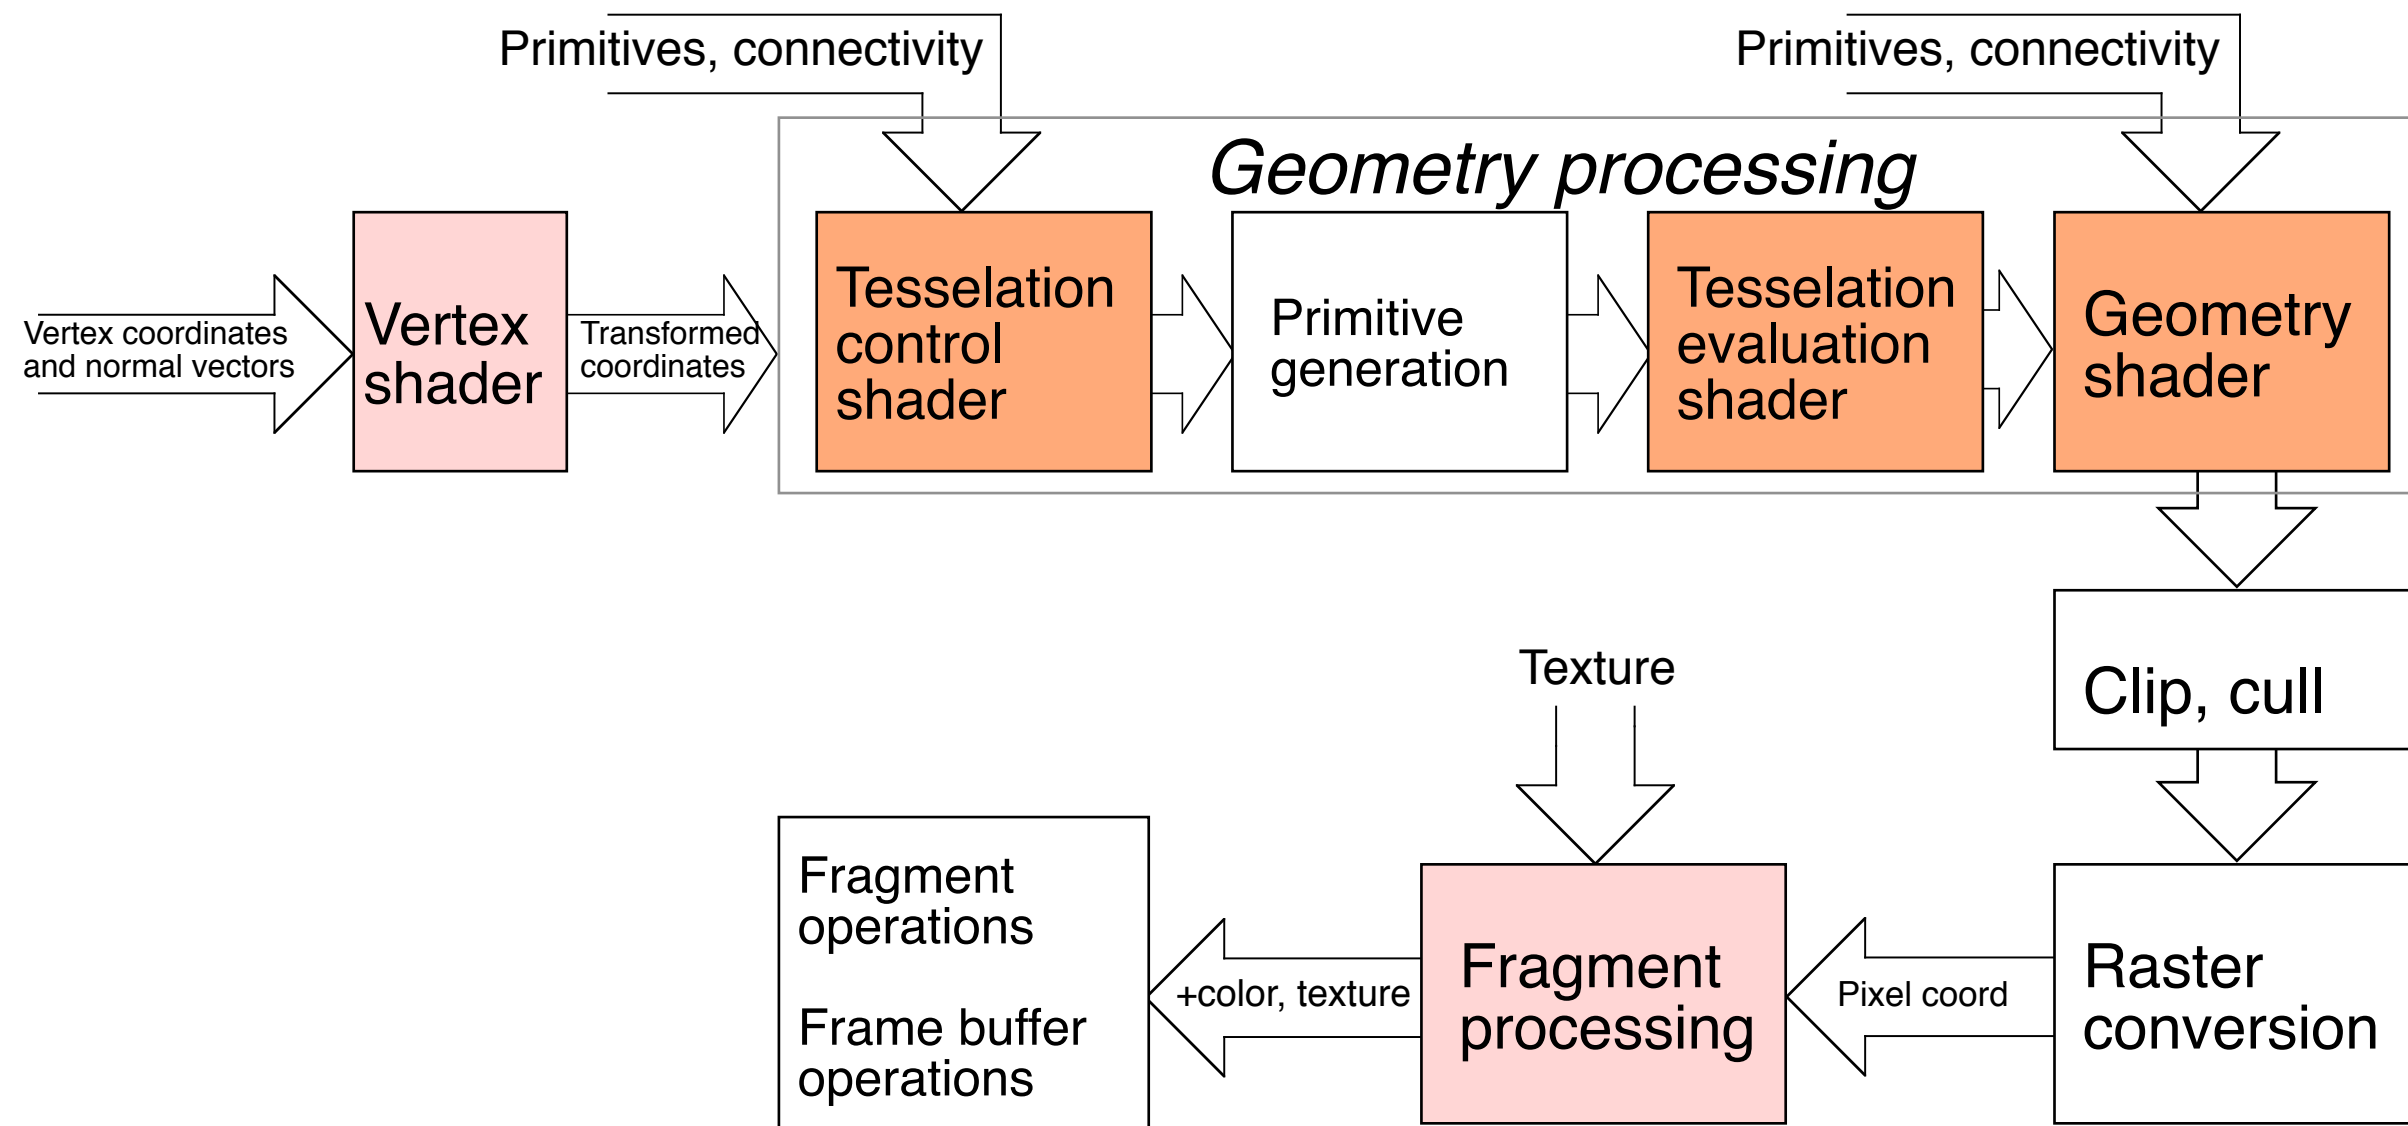 Primitives, connectivity
Primitives, connectivity
Geometry processing
Vertex coordinates
and normal vectors
Vertex
shader
Transformed
coordinates
Tesselation
control
shader
Primitive
generation
Tesselation
evaluation
shader
Geometry
shader
Clip, cull
Texture
Fragment
operations
Frame buffer
operations
+color, texture
Fragment
processing
Pixel coord
Raster
conversion